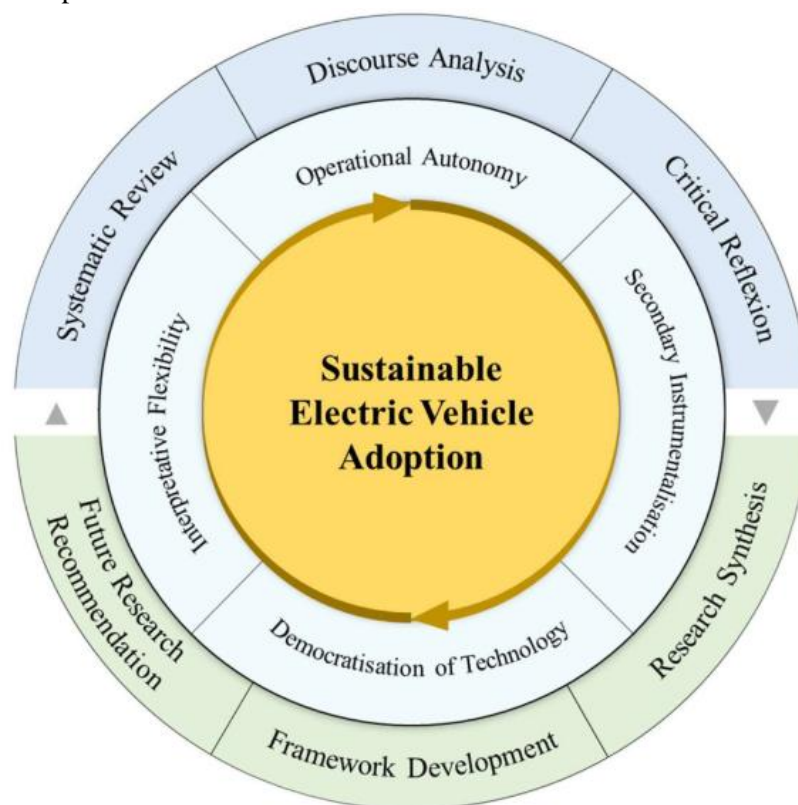 Discourse Analysis
Systematic Review
Critical Reflexion
Operational Autonomy
Interpretative Flexibility
Secondary Instrumentalisation
Sustainable
Electric Vehicle
Adoption
Democratisation of Technology
Future Research
Recommendation
Research Synthesis
Framework Development